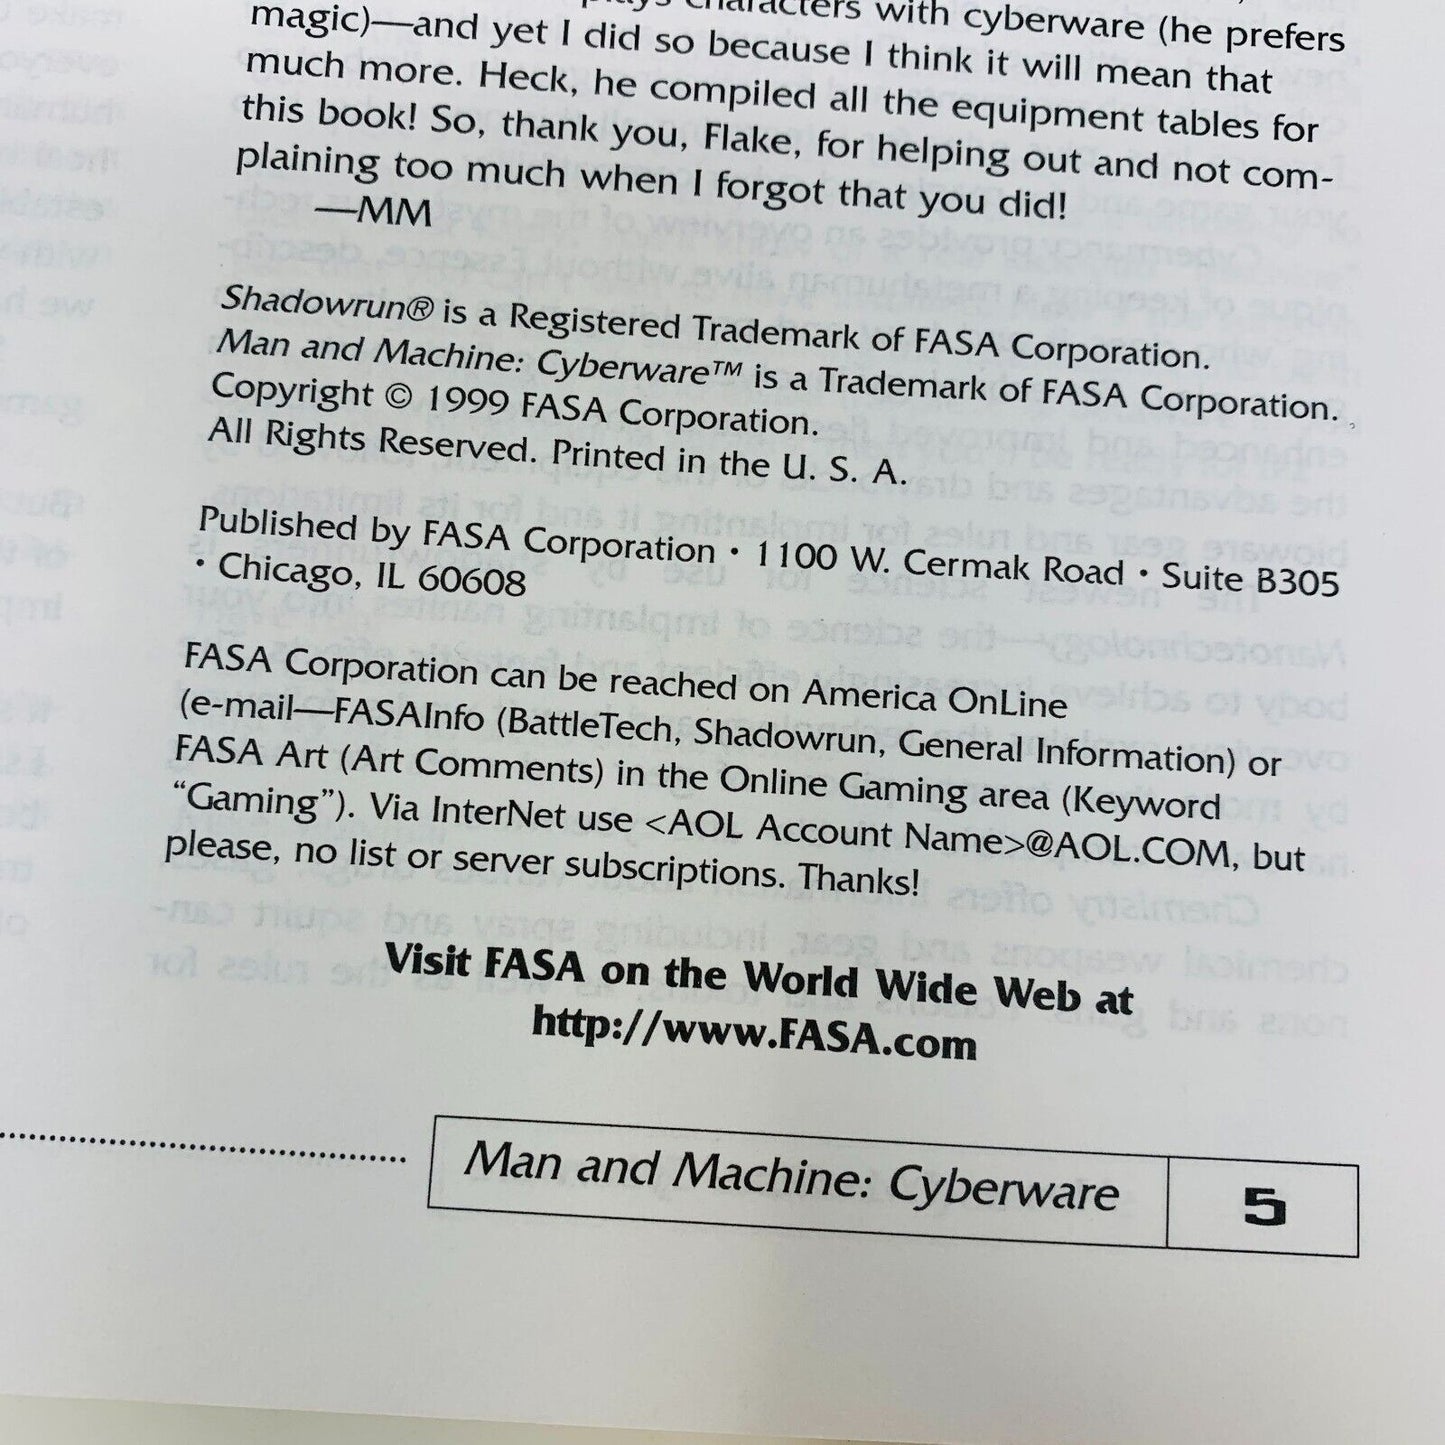 characters with cyberware (he prefers
magic)—and yet I did so because I think it will mean that
much more. Heck, he compiled all the equipment tables for
this book! So, thank you, Flake, for helping out and not com-
plaining too much when I forgot that you did!
—MM
Shadowrun® is a Registered Trademark of FASA Corporation.
Man and Machine: Cyberware™ is a Trademark of FASA Corporation.
Copyright © 1999 FASA Corporation.
All Rights Reserved. Printed in the U. S. A.
Published by FASA Corporation • 1100 W. Cermak Road • Suite B305
• Chicago, IL 60608
FASA Corporation can be reached on America OnLine
(e-mail—FASAInfo (BattleTech, Shadowrun, General Information) or
FASA Art (Art Comments) in the Online Gaming area (Keyword
“Gaming”). Via InterNet use <AOL Account Name>@AOL.COM, but
please, no list or server subscriptions. Thanks!
Visit FASA on the World Wide Web at
http://www.FASA.com
Man and Machine: Cyberware 5